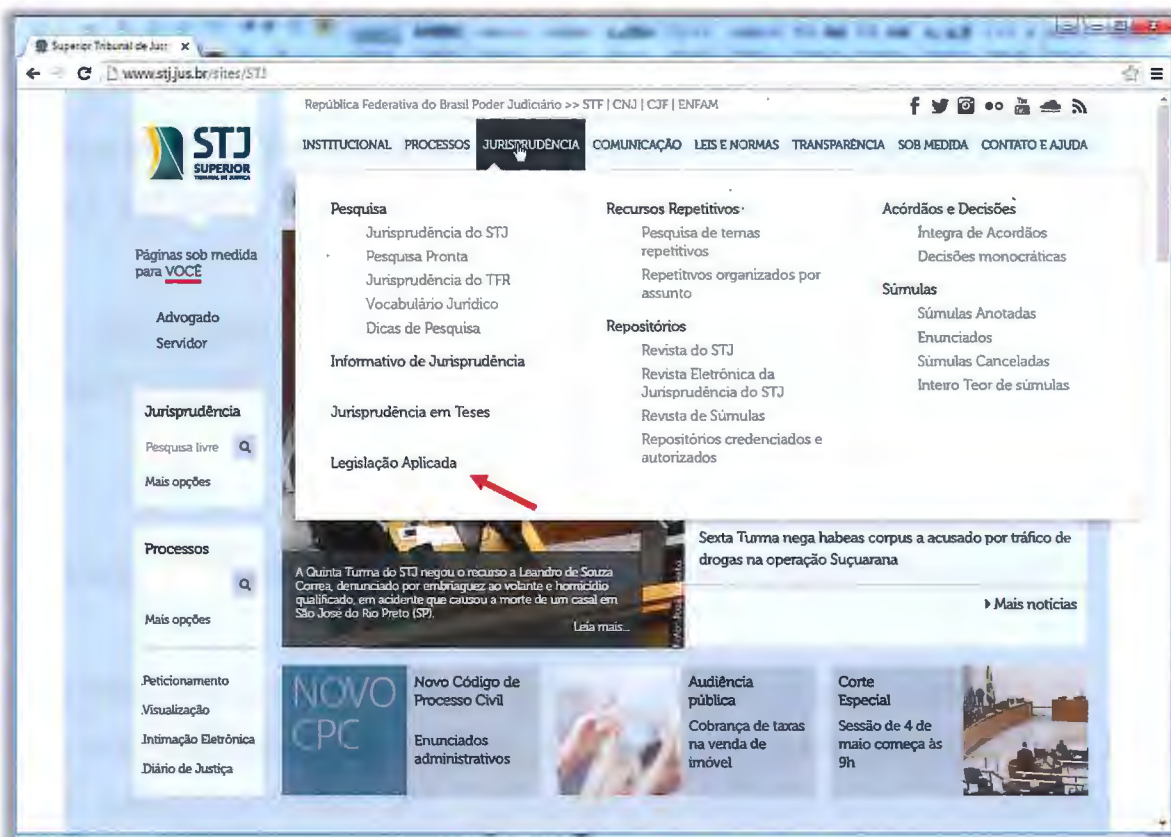 Superior Tribunal de Just
www.stj.jus.br/sites/STJ
República Federativa do Brasil Poder Judiciário >> STF | CNJ | CJF | ENFAM
STJ
SUPERIOR
TRIBUNAL DE JUSTIÇA
INSTITUCIONAL PROCESSOS JURISPRUDÊNCIA COMUNICAÇÃO LEIS E NORMAS TRANSPARÊNCIA SOB MEDIDA CONTATO E AJUDA
Páginas sob medida
para VOCÊ
Advogado
Servidor
Jurisprudência
Pesquisa livre
Mais opções
Processos
Mais opções
Peticionamento
Visualização
Intimação Eletrônica
Diário de Justiça
Pesquisa
Jurisprudência do STJ
Pesquisa Pronta
Jurisprudência do TFR
Vocabulário Jurídico
Dicas de Pesquisa
Informativo de Jurisprudência
Jurisprudência em Teses
Legislação Aplicada
Recursos Repetitivos
Pesquisa de temas
repetitivos
Repetitivos organizados por
assunto
Repositórios
Revista do STJ
Revista Eletrônica da
Jurisprudência do STJ
Revista de Súmulas
Repositórios credenciados e
autorizados
Acórdãos e Decisões
Íntegra de Acordãos
Decisões monocráticas
Súmulas
Súmulas Anotadas
Enunciados
Súmulas Canceladas
Inteiro Teor de súmulas
A Quinta Turma do STJ negou o recurso a Leandro de Souza
Correa, denunciado por embriaguez ao volante e homicídio
qualificado, em acidente que causou a morte de um casal em
São José do Rio Preto (SP).
Leia mais...
Sexta Turma nega habeas corpus a acusado por tráfico de
drogas na operação Suçuarana
Mais notícias
NOVO
CPC
Novo Código de
Processo Civil
Enunciados
administrativos
Audiência
pública
Cobrança de taxas
na venda de
imóvel
Corte
Especial
Sessão de 4 de
maio começa às
9h